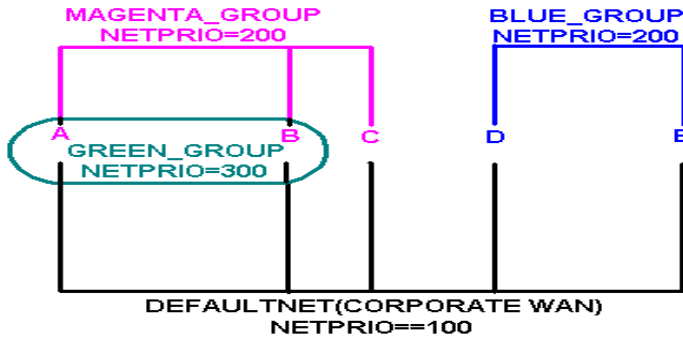 MAGENTA_GROUP
NETPRIO=200
BLUE_GROUP
NETPRIO=200
A
B
C
D
E
GREEN_GROUP
NETPRIO=300
DEFAULTNET(CORPORATE WAN)
NETPRIO==100